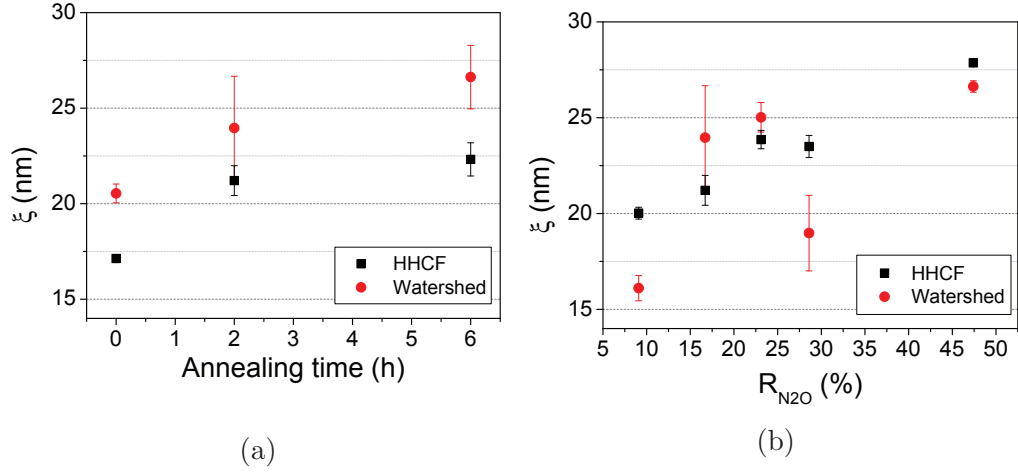 30
25
20
15
ξ (nm)
HHCF
Watershed
0 1 2 3 4 5 6
Annealing time (h)
(a)
30
25
20
15
ξ (nm)
HHCF
Watershed
5 10 15 20 25 30 35 40 45 50
R_N2O (%)
(b)